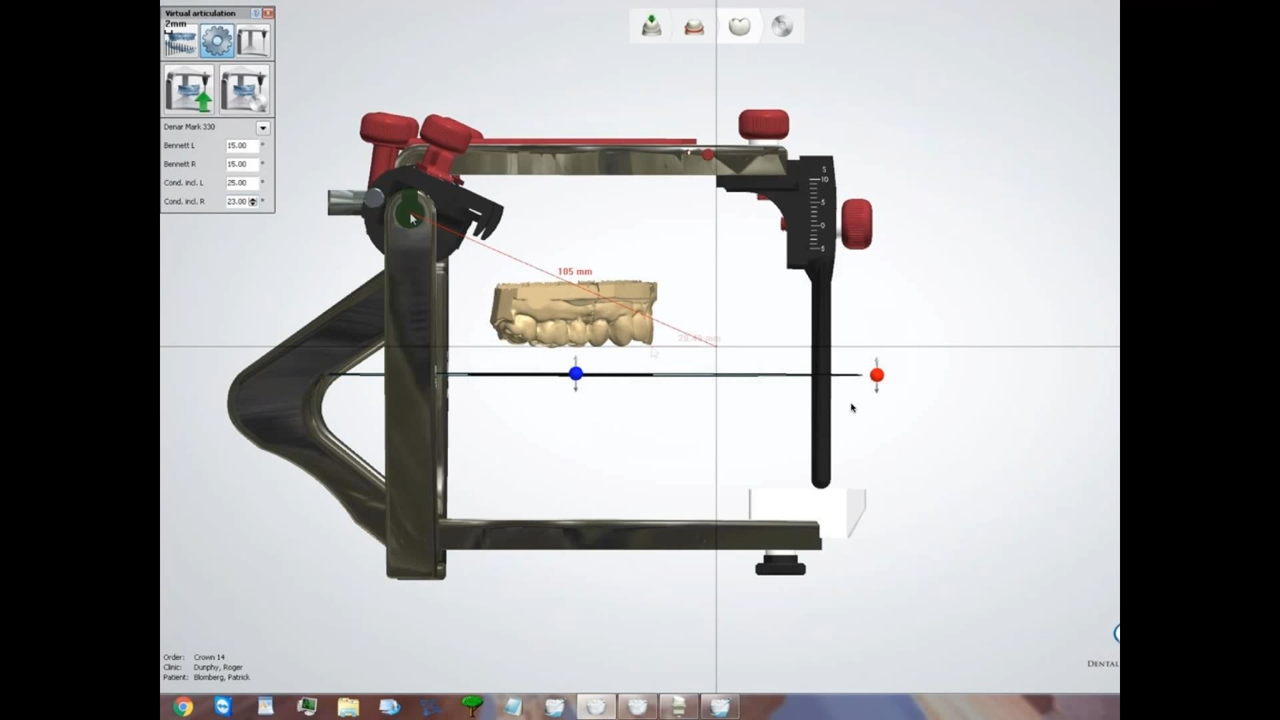 Virtual articulation
2mm
Denar Mark 330
Bennett L 15.00 °
Bennett R 15.00 °
Cond. incl. L 25.00 °
Cond. incl. R 23.00 °
S
10
5
0
5
105 mm
Order: Crown 14
Clinic: Dunphy, Roger
Patient: Blomberg, Patrick
DENTAL